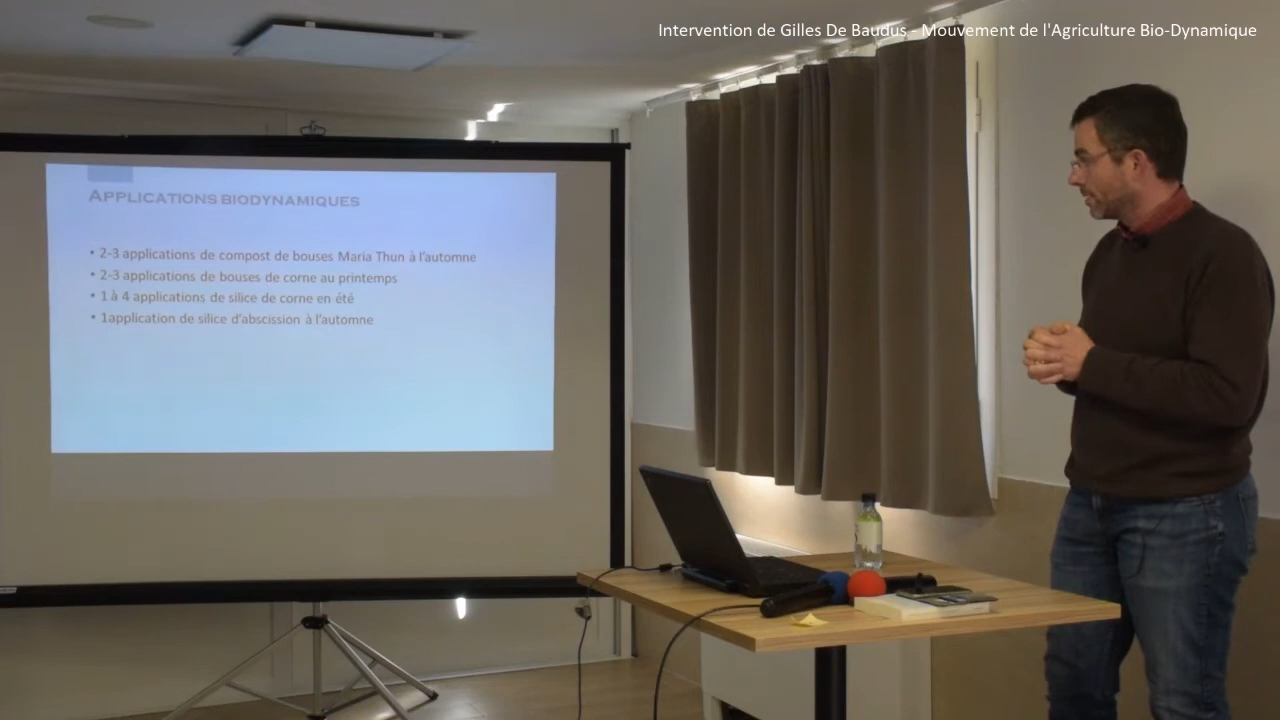 Intervention de Gilles De Baudus - Mouvement de l'Agriculture Bio-Dynamique
APPLICATIONS BIODYNAMIQUES
• 2-3 applications de compost de bouses Maria Thun à l'automne
• 2-3 applications de bouses de corne au printemps
• 1 à 4 applications de silice de corne en été
• 1application de silice d'abscission à l'automne